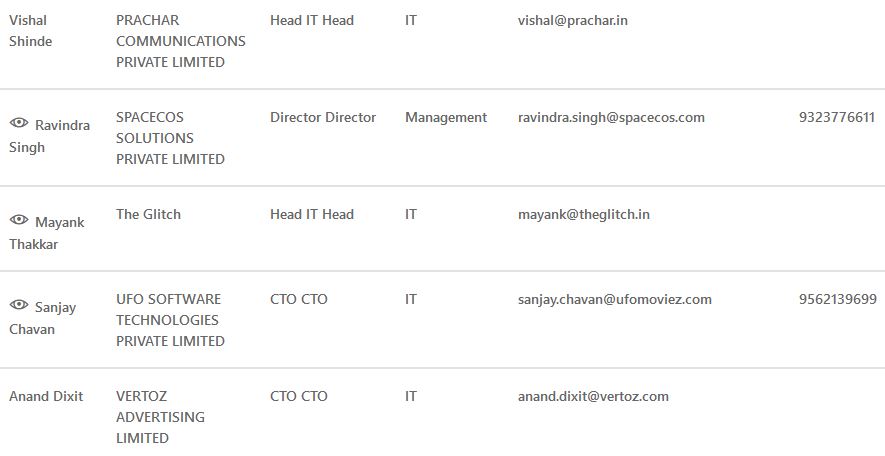 Vishal Shinde PRACHAR COMMUNICATIONS PRIVATE LIMITED Head IT Head IT vishal@prachar.in
Ravindra Singh SPACECOS SOLUTIONS PRIVATE LIMITED Director Director Management ravindra.singh@spacecos.com 9323776611
Mayank Thakkar The Glitch Head IT Head IT mayank@theglitch.in
Sanjay Chavan UFO SOFTWARE TECHNOLOGIES PRIVATE LIMITED CTO CTO IT sanjay.chavan@ufomoviez.com 9562139699
Anand Dixit VERTOZ ADVERTISING LIMITED CTO CTO IT anand.dixit@vertoz.com